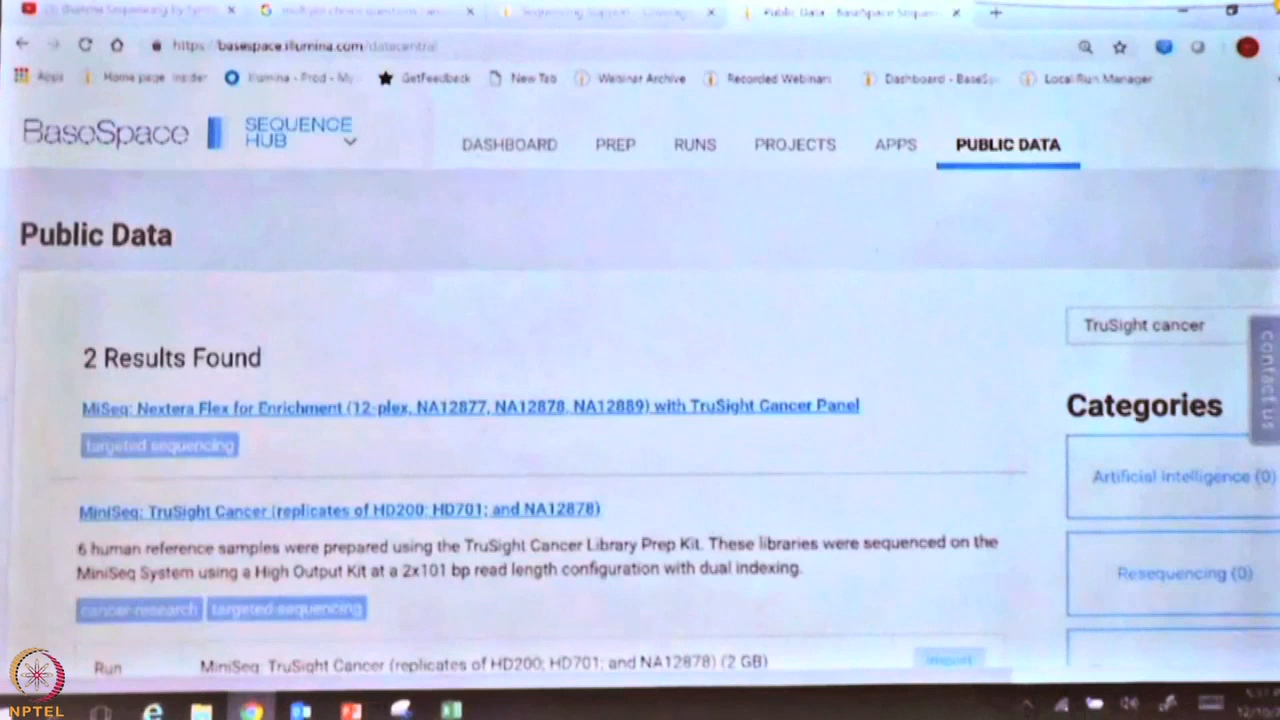 https://basespace.illumina.com/datacentral
Apps Home page insider Illumina - Prod - My GetFeedback New Tab Webinar Archive Recorded Webinars Dashboard - BaseS Local Run Manager
BaseSpace SEQUENCE HUB DASHBOARD PREP RUNS PROJECTS APPS PUBLIC DATA
Public Data
TruSight cancer
contact us
2 Results Found
MiSeq: Nextera Flex for Enrichment (12-plex, NA12877, NA12878, NA12889) with TruSight Cancer Panel
targeted sequencing
MiniSeq: TruSight Cancer (replicates of HD200; HD701; and NA12878)
6 human reference samples were prepared using the TruSight Cancer Library Prep Kit. These libraries were sequenced on the
MiniSeq System using a High Output Kit at a 2x101 bp read length configuration with dual indexing.
cancer-research targeted sequencing
Run MiniSeq: TruSight Cancer (replicates of HD200; HD701; and NA12878) (2 GB) Import
Categories
Artificial Intelligence (0)
Resequencing (0)
NPTEL